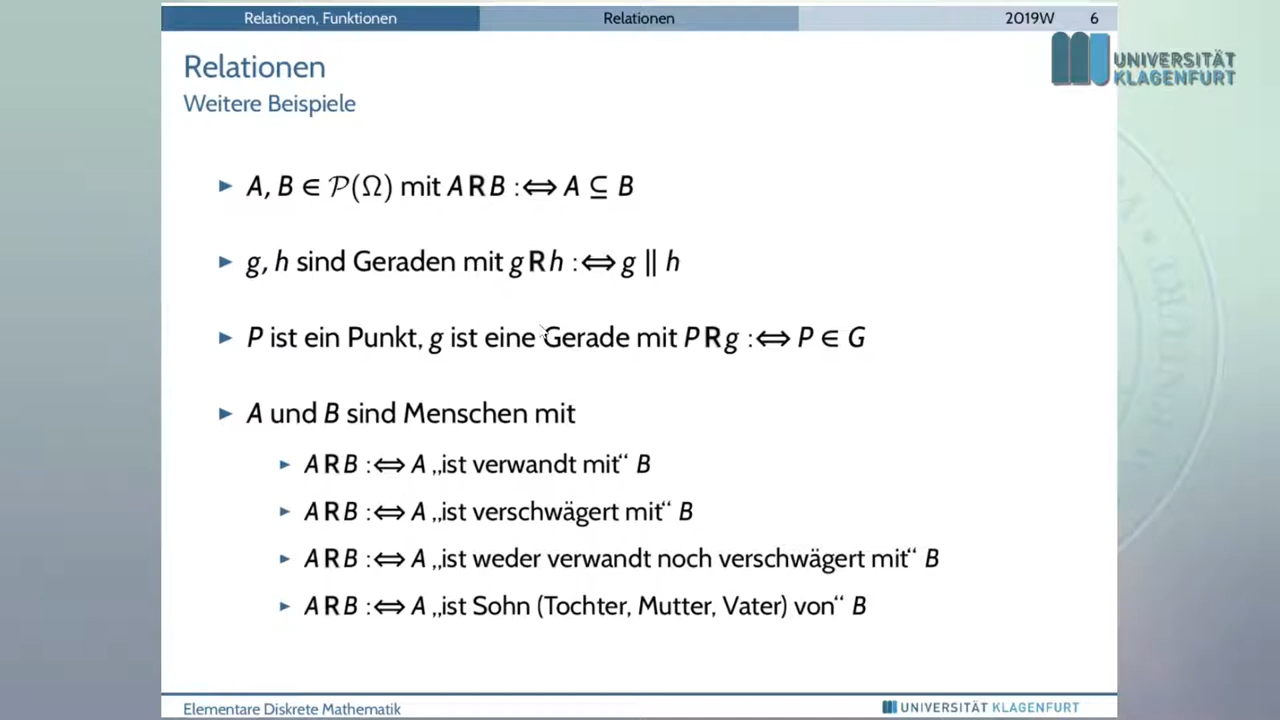 Relationen, Funktionen
Relationen
2019W
6
UNIVERSITÄT
KLAGENFURT
Relationen
Weitere Beispiele
► A, B ∈ 𝒫(Ω) mit A R B :⟺ A ⊆ B
► g, h sind Geraden mit g R h :⟺ g ∥ h
► P ist ein Punkt, g ist eine Gerade mit P R g :⟺ P ∈ G
► A und B sind Menschen mit
► A R B :⟺ A „ist verwandt mit“ B
► A R B :⟺ A „ist verschwägert mit“ B
► A R B :⟺ A „ist weder verwandt noch verschwägert mit“ B
► A R B :⟺ A „ist Sohn (Tochter, Mutter, Vater) von“ B
Elementare Diskrete Mathematik
UNIVERSITÄT KLAGENFURT